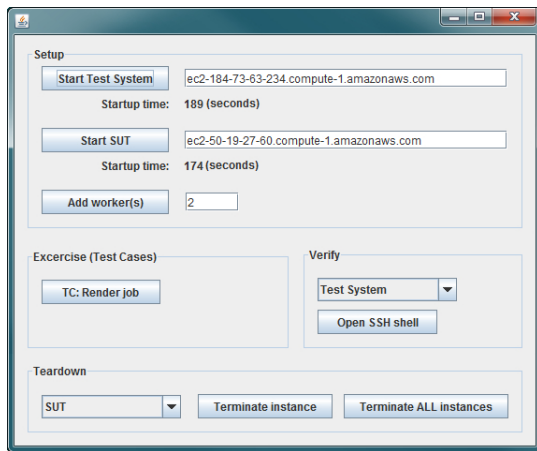 Setup
Start Test System ec2-184-73-63-234.compute-1.amazonaws.com
Startup time: 189 (seconds)
Start SUT ec2-50-19-27-60.compute-1.amazonaws.com
Startup time: 174 (seconds)
Add worker(s) 2
Excercise (Test Cases)
TC: Render job
Verify
Test System
Open SSH shell
Teardown
SUT Terminate instance Terminate ALL instances